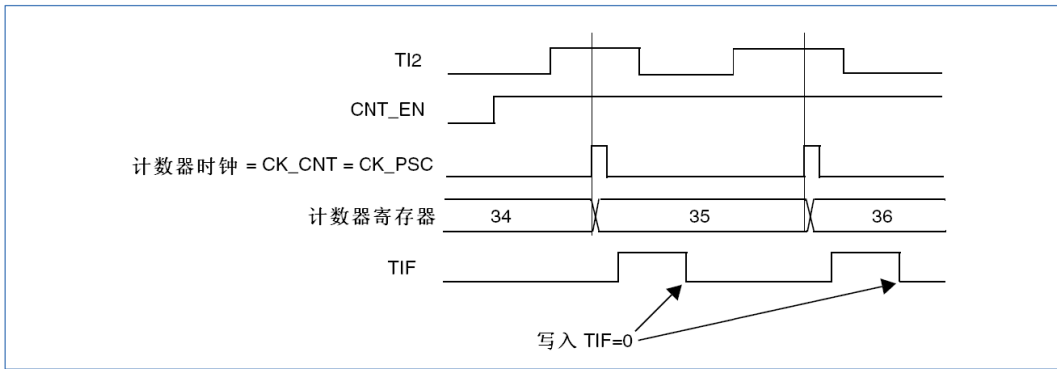 TI2
CNT_EN
计数器时钟 = CK_CNT = CK_PSC
计数器寄存器 34 35 36
TIF
写入 TIF=0